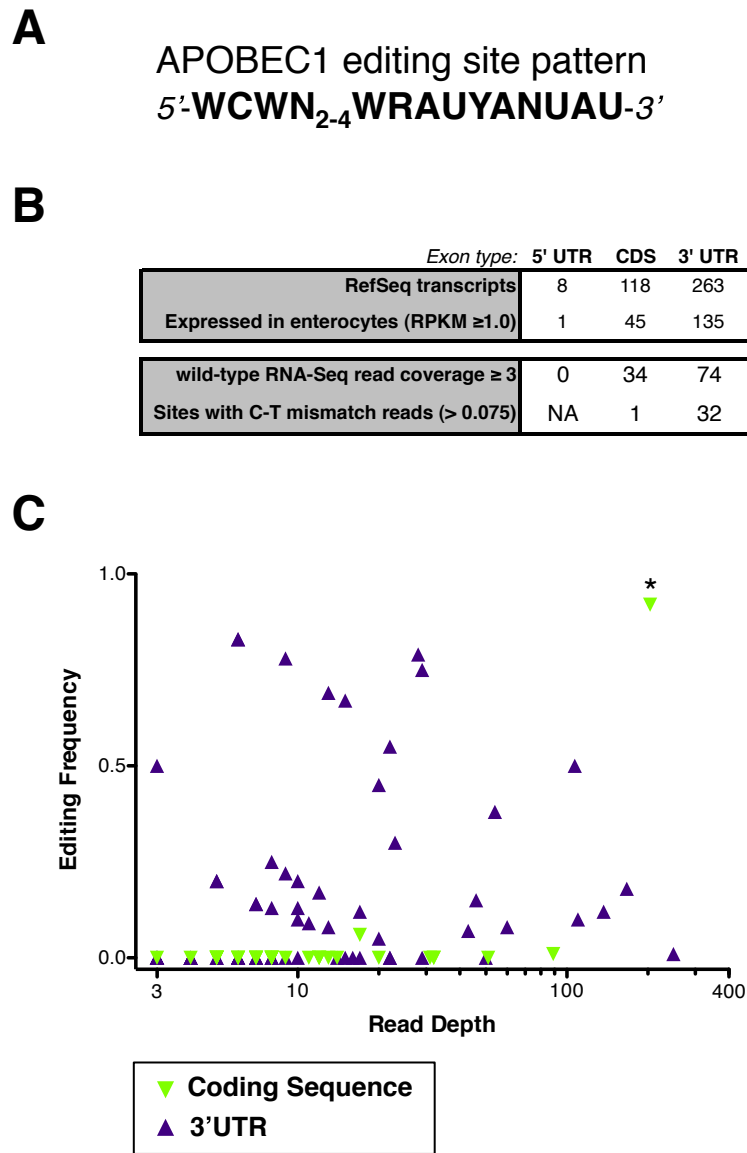 A
APOBEC1 editing site pattern
5'-WCWN2-4WRAUYANUAU-3'
B
Exon type: 5' UTR CDS 3' UTR
RefSeq transcripts 8 118 263
Expressed in enterocytes (RPKM ≥1.0) 1 45 135
wild-type RNA-Seq read coverage ≥ 3 0 34 74
Sites with C-T mismatch reads (> 0.075) NA 1 32
C
1.0
*
0.5
0.0
Editing Frequency
3 10 100 400
Read Depth
Coding Sequence
3'UTR